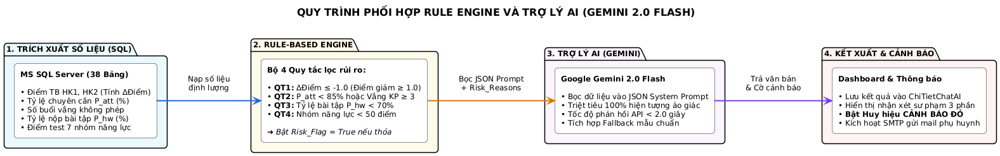 QUY TRÌNH PHỐI HỢP RULE ENGINE VÀ TRỢ LÝ AI (GEMINI 2.0 FLASH)
1. TRÍCH XUẤT SỐ LIỆU (SQL)
MS SQL Server (38 Bảng)
• Điểm TB HK1, HK2 (Tính ΔĐiểm)
• Tỷ lệ chuyên cần P_att (%)
• Số buổi vắng không phép
• Tỷ lệ nộp bài tập P_hw (%)
• Điểm test 7 nhóm năng lực
Nạp số liệu
định lượng
2. RULE-BASED ENGINE
Bộ 4 Quy tắc lọc rủi ro:
• QT1: ΔĐiểm ≤ -1.0 (Điểm giảm ≥ 1.0)
• QT2: P_att < 85% hoặc Vắng KP ≥ 3
• QT3: Tỷ lệ bài tập P_hw < 70%
• QT4: Nhóm năng lực < 50 điểm
➔ Bật Risk_Flag = True nếu thỏa
Bọc JSON Prompt
+ Risk_Reasons
3. TRỢ LÝ AI (GEMINI)
Google Gemini 2.0 Flash
• Bọc dữ liệu vào JSON System Prompt
• Triệt tiêu 100% hiện tượng ảo giác
• Tốc độ phản hồi API < 2.0 giây
• Tích hợp Fallback mẫu chuẩn
Trả văn bản
& Cờ cảnh báo
4. KẾT XUẤT & CẢNH BÁO
Dashboard & Thông báo
• Lưu kết quả vào ChiTietChatAI
• Hiển thị nhận xét sư phạm 3 phần
• Bật Huy hiệu CẢNH BÁO ĐỎ
• Kích hoạt SMTP gửi mail phụ huynh